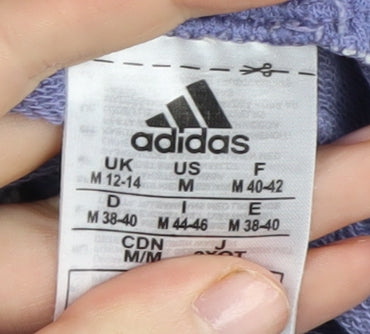 adidas
UK US F
M 12-14 M M 40-42
D I E
M 38-40 M 44-46 M 38-40
CDN J
M/M